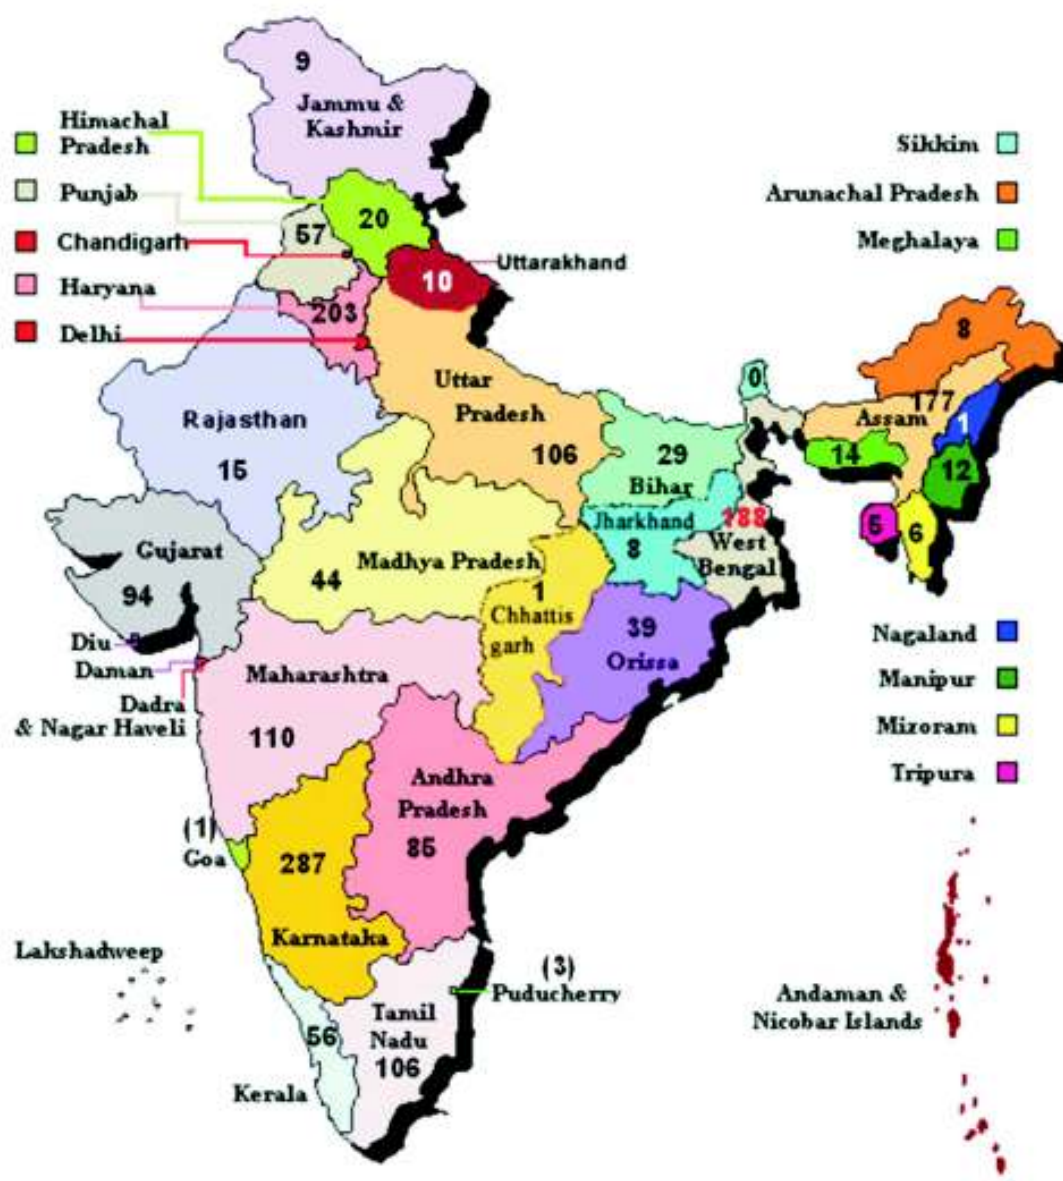 9
Jammu &
Kashmir
Himachal
Pradesh
Punjab
Chandigarh
Haryana
Delhi
Sikkim
Arunachal Pradesh
Meghalaya
20
57
10
Uttarakhand
203
Uttar
Pradesh
106
Rajasthan
15
0
8
177
Assam
1
14
12
5
6
29
Bihar
Jharkhand
8
188
West
Bengal
Gujarat
94
Madhya Pradesh
44
1
Chhattis
garh
39
Orissa
Diu
Daman
Dadra
& Nagar Haveli
Maharashtra
110
Nagaland
Manipur
Mizoram
Tripura
Andhra
Pradesh
85
(1)
Goa
287
Karnataka
Lakshadweep
(3)
Puducherry
Tamil
Nadu
106
56
Kerala
Andaman &
Nicobar Islands